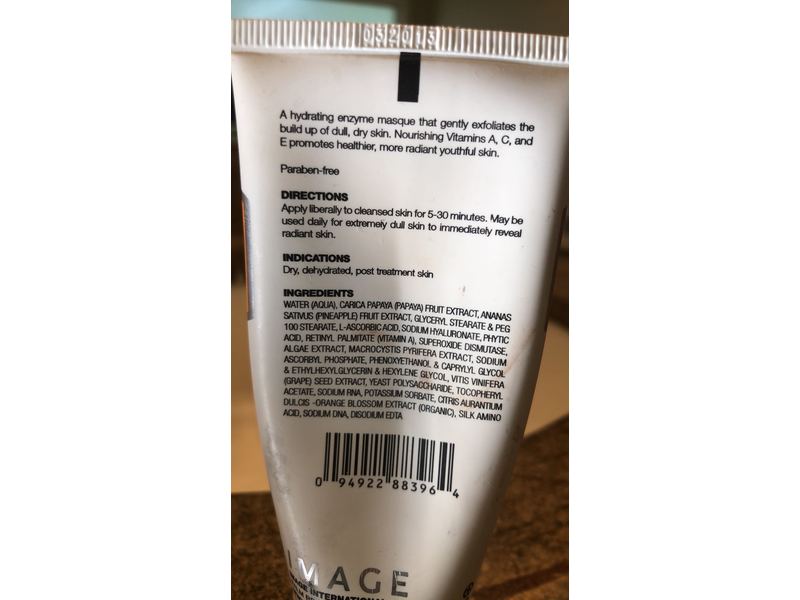 032013
A hydrating enzyme masque that gently exfoliates the
build up of dull, dry skin. Nourishing Vitamins A, C, and
E promotes healthier, more radiant youthful skin.
Paraben-free
DIRECTIONS
Apply liberally to cleansed skin for 5-30 minutes. May be
used daily for extremely dull skin to immediately reveal
radiant skin.
INDICATIONS
Dry, dehydrated, post treatment skin
INGREDIENTS
WATER (AQUA), CARICA PAPAYA (PAPAYA) FRUIT EXTRACT, ANANAS
SATIVUS (PINEAPPLE) FRUIT EXTRACT, GLYCERYL STEARATE & PEG
100 STEARATE, L-ASCORBIC ACID, SODIUM HYALURONATE, PHYTIC
ACID, RETINYL PALMITATE (VITAMIN A), SUPEROXIDE DISMUTASE,
ALGAE EXTRACT, MACROCYSTIS PYRIFERA EXTRACT, SODIUM
ASCORBYL PHOSPHATE, PHENOXYETHANOL & CAPRYLYL GLYCOL
& ETHYLHEXYLGLYCERIN & HEXYLENE GLYCOL, VITIS VINIFERA
(GRAPE) SEED EXTRACT, YEAST POLYSACCHARIDE, TOCOPHERYL
ACETATE, SODIUM RNA, POTASSIUM SORBATE, CITRIS AURANTIUM
DULCIS -ORANGE BLOSSOM EXTRACT (ORGANIC), SILK AMINO
ACID, SODIUM DNA, DISODIUM EDTA
0 94922 88396 4
IMAGE
IMAGE INTERNATIONAL